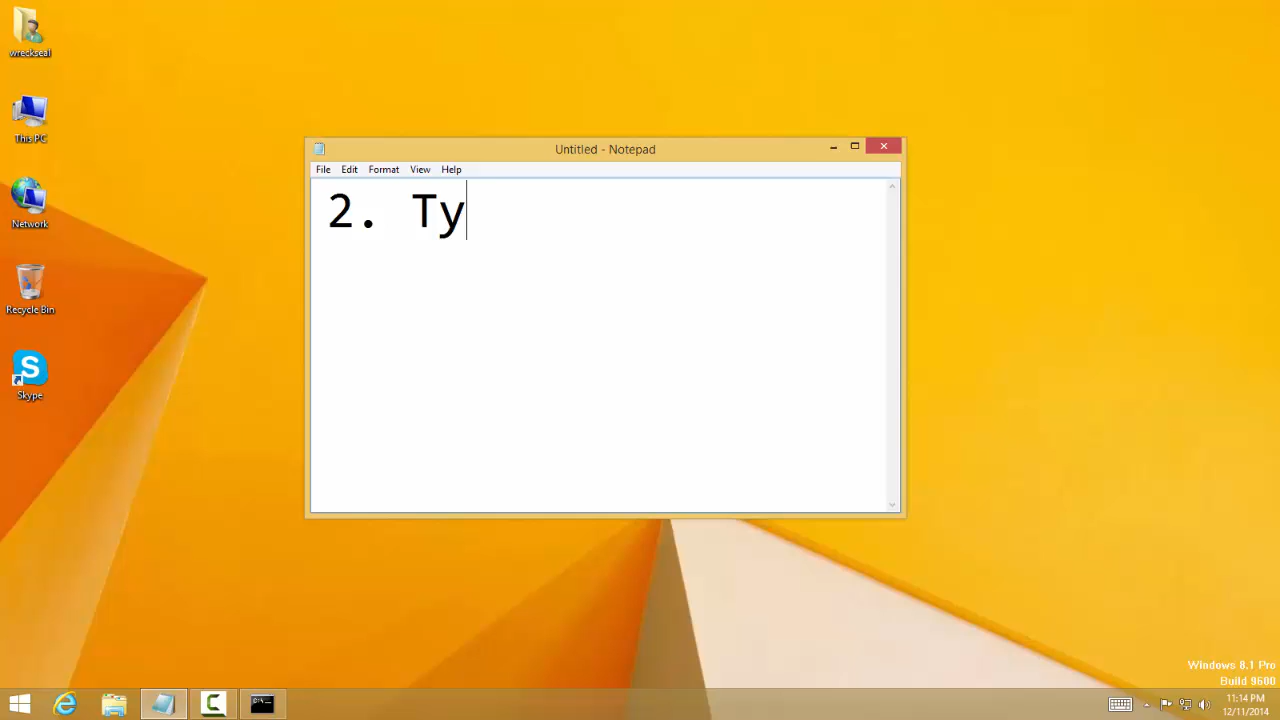 wreckseal
This PC
Network
Recycle Bin
S
Skype
Untitled - Notepad
File Edit Format View Help
2. Ty
Windows 8.1 Pro
Build 9600
C
C:\.
11:14 PM
12/11/2014